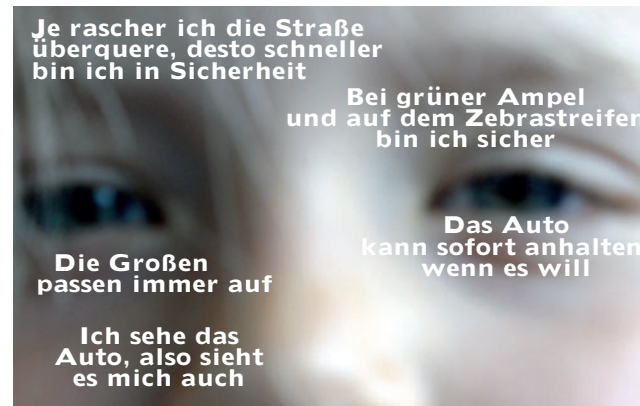 Je rascher ich die Straße
überquere, desto schneller
bin ich in Sicherheit
Bei grüner Ampel
und auf dem Zebrastreifen
bin ich sicher
Das Auto
kann sofort anhalten
wenn es will
Die Großen
passen immer auf
Ich sehe das
Auto, also sieht
es mich auch